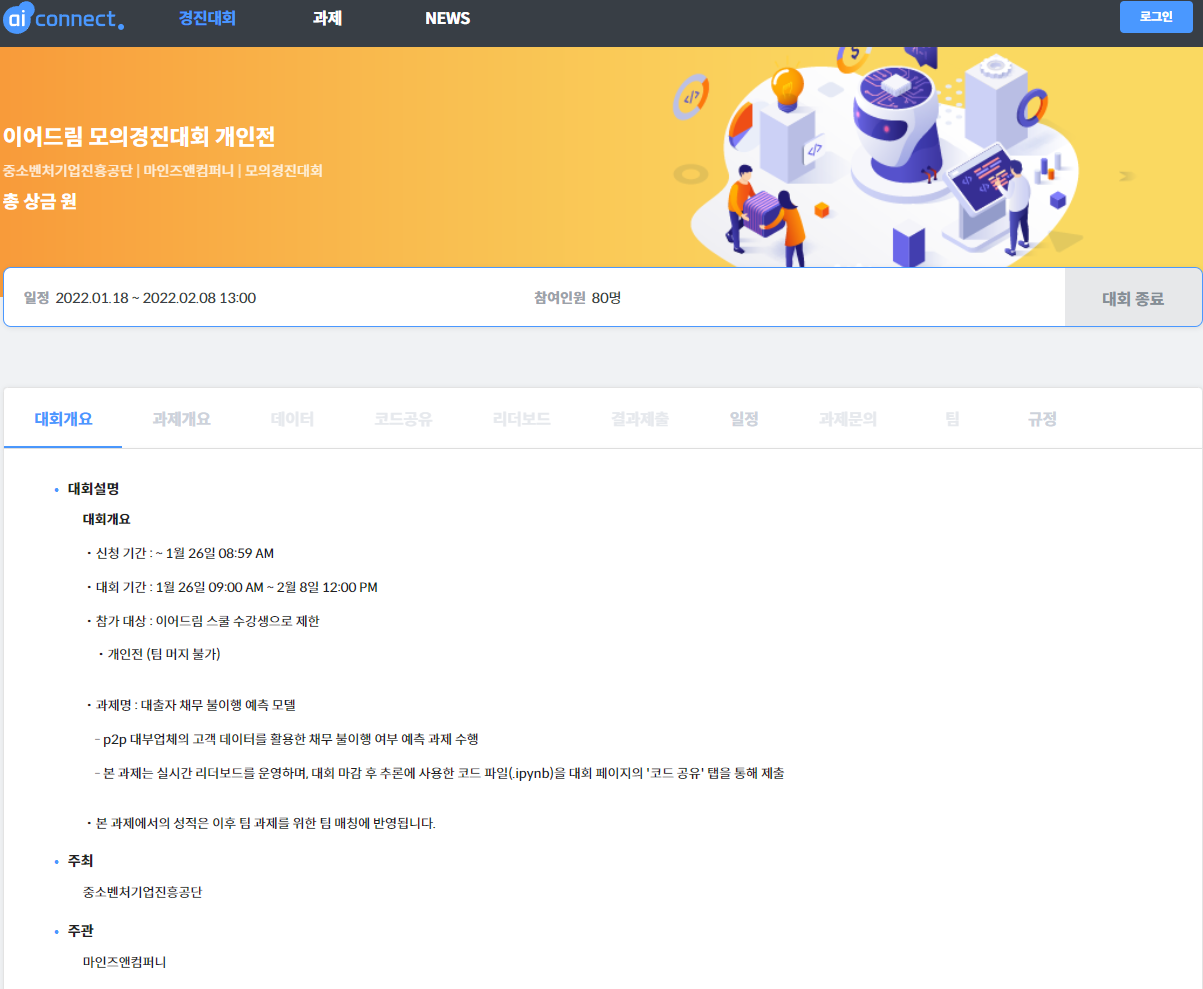 ai connect.
경진대회
과제
NEWS
로그인
이어드림 모의경진대회 개인전
중소벤처기업진흥공단 | 마인즈앤컴퍼니 | 모의경진대회
총 상금 원
일정 2022.01.18 ~ 2022.02.08 13:00
참여인원 80명
대회 종료
대회개요
과제개요
데이터
코드공유
리더보드
결과제출
일정
과제문의
팀
규정
• 대회설명
대회개요
・신청 기간 : ~ 1월 26일 08:59 AM
・대회 기간 : 1월 26일 09:00 AM ~ 2월 8일 12:00 PM
・참가 대상 : 이어드림 스쿨 수강생으로 제한
・개인전 (팀 머지 불가)
・과제명 : 대출자 채무 불이행 예측 모델
- p2p 대부업체의 고객 데이터를 활용한 채무 불이행 여부 예측 과제 수행
- 본 과제는 실시간 리더보드를 운영하며, 대회 마감 후 추론에 사용한 코드 파일(.ipynb)을 대회 페이지의 '코드 공유' 탭을 통해 제출
・본 과제에서의 성적은 이후 팀 과제를 위한 팀 매칭에 반영됩니다.
• 주최
중소벤처기업진흥공단
• 주관
마인즈앤컴퍼니